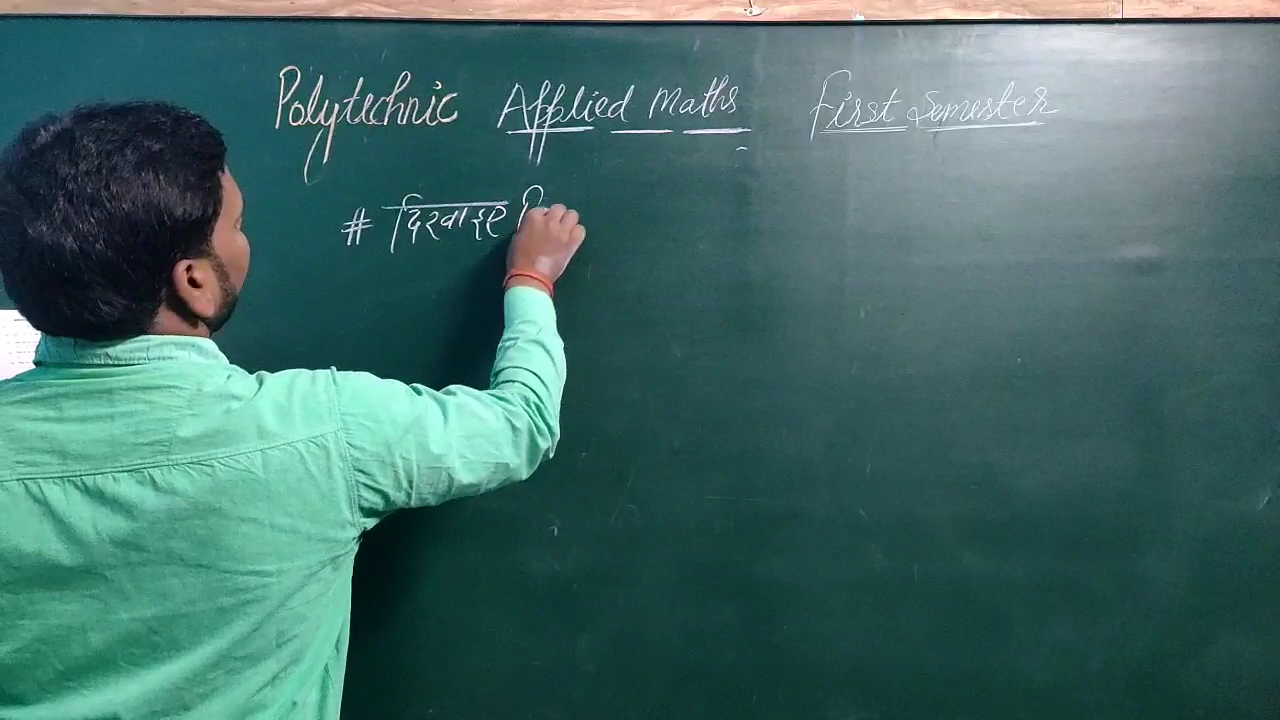 Polytechnic Applied Maths First Semester
# दिखाइए